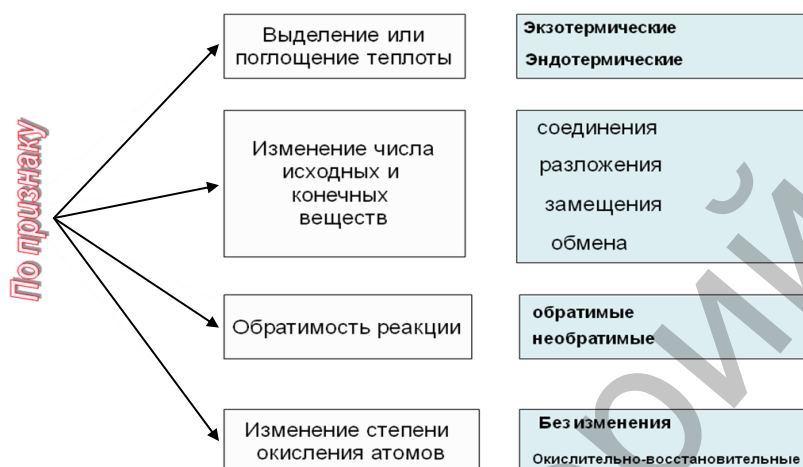 По признаку
Выделение или
поглощение теплоты
Экзотермические
Эндотермические
Изменение числа
исходных и
конечных
веществ
соединения
разложения
замещения
обмена
Обратимость реакции
обратимые
необратимые
Изменение степени
окисления атомов
Без изменения
Окислительно-восстановительные